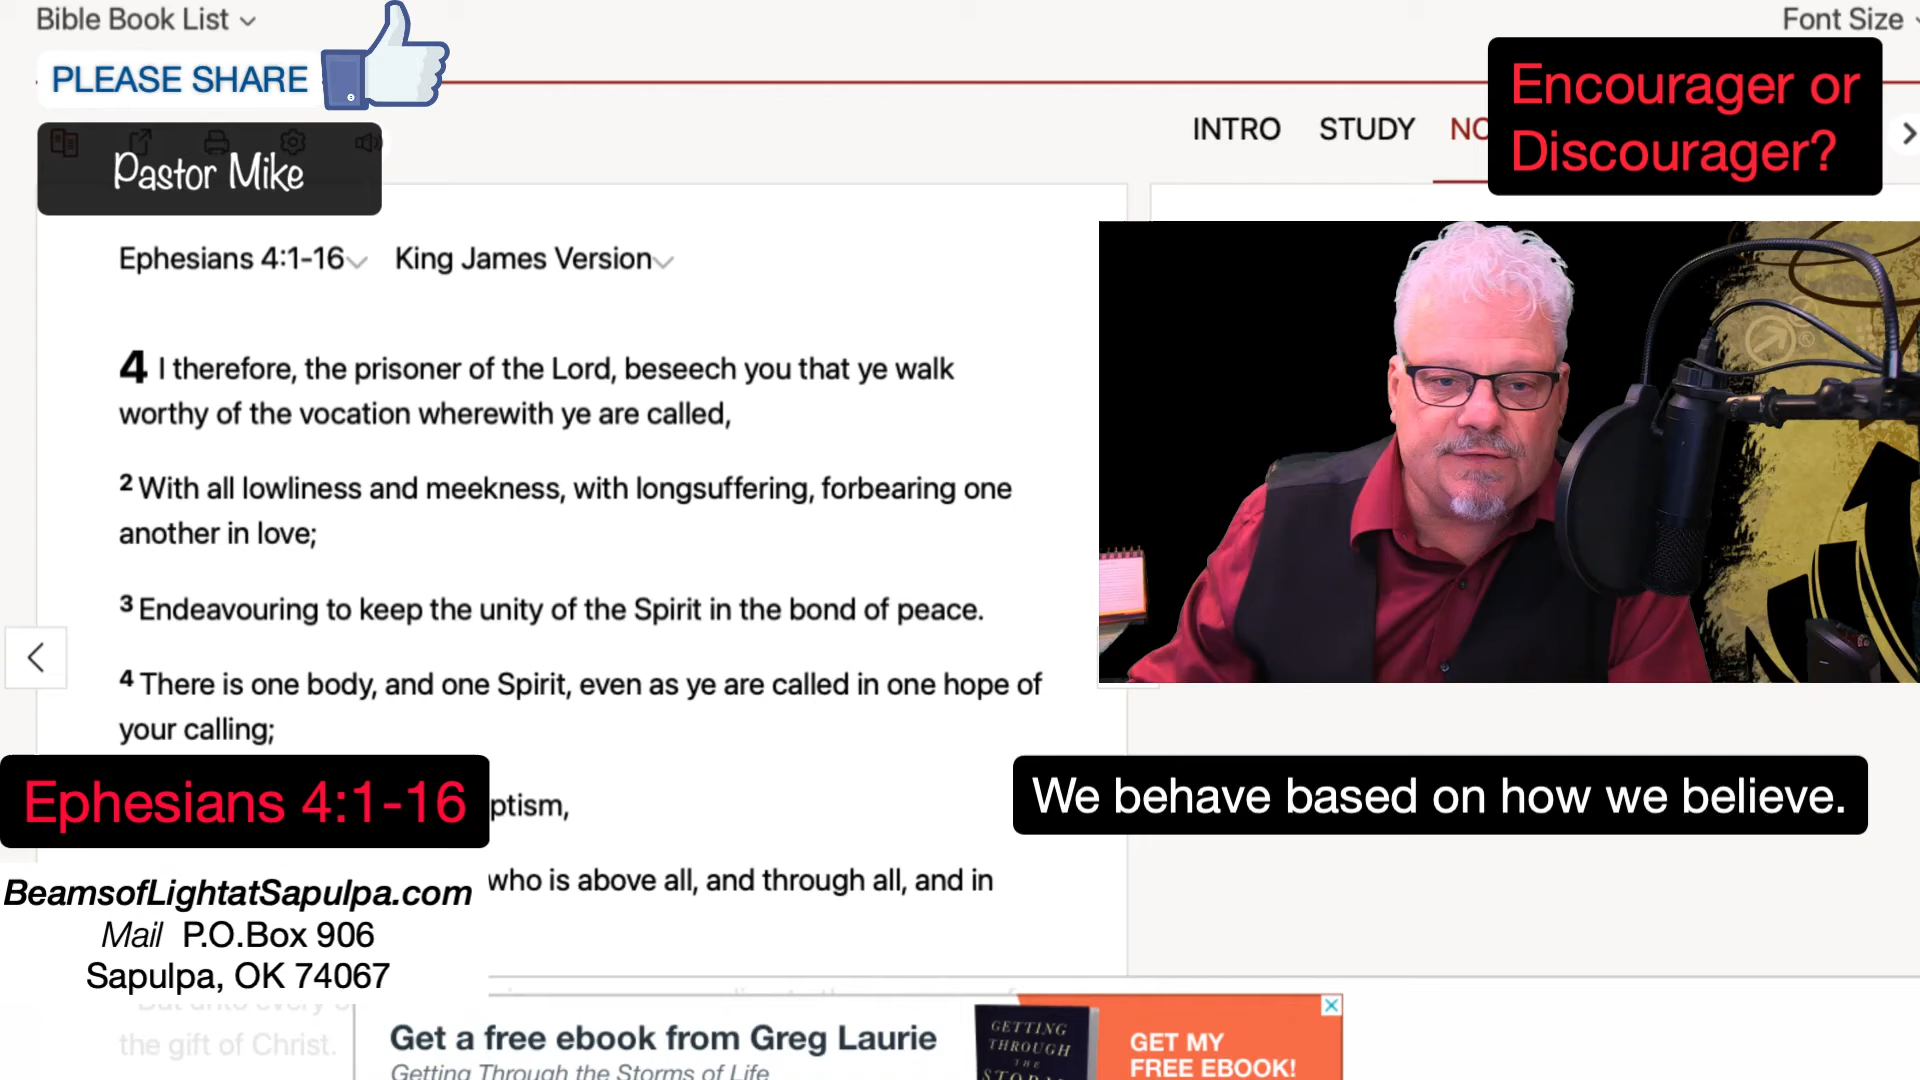 Bible Book List
Font Size
PLEASE SHARE
Encourager or
Discourager?
INTRO STUDY
Pastor Mike
Ephesians 4:1-16 King James Version
4 I therefore, the prisoner of the Lord, beseech you that ye walk
worthy of the vocation wherewith ye are called,
2 With all lowliness and meekness, with longsuffering, forbearing one
another in love;
3 Endeavouring to keep the unity of the Spirit in the bond of peace.
4 There is one body, and one Spirit, even as ye are called in one hope of
your calling;
Ephesians 4:1-16
ptism,
We behave based on how we believe.
who is above all, and through all, and in
BeamsofLightatSapulpa.com
Mail P.O.Box 906
Sapulpa, OK 74067
the gift of Christ.
Get a free ebook from Greg Laurie
Getting Through the Storms of Life
GETTING
THROUGH
THE
GET MY
FREE EBOOK!